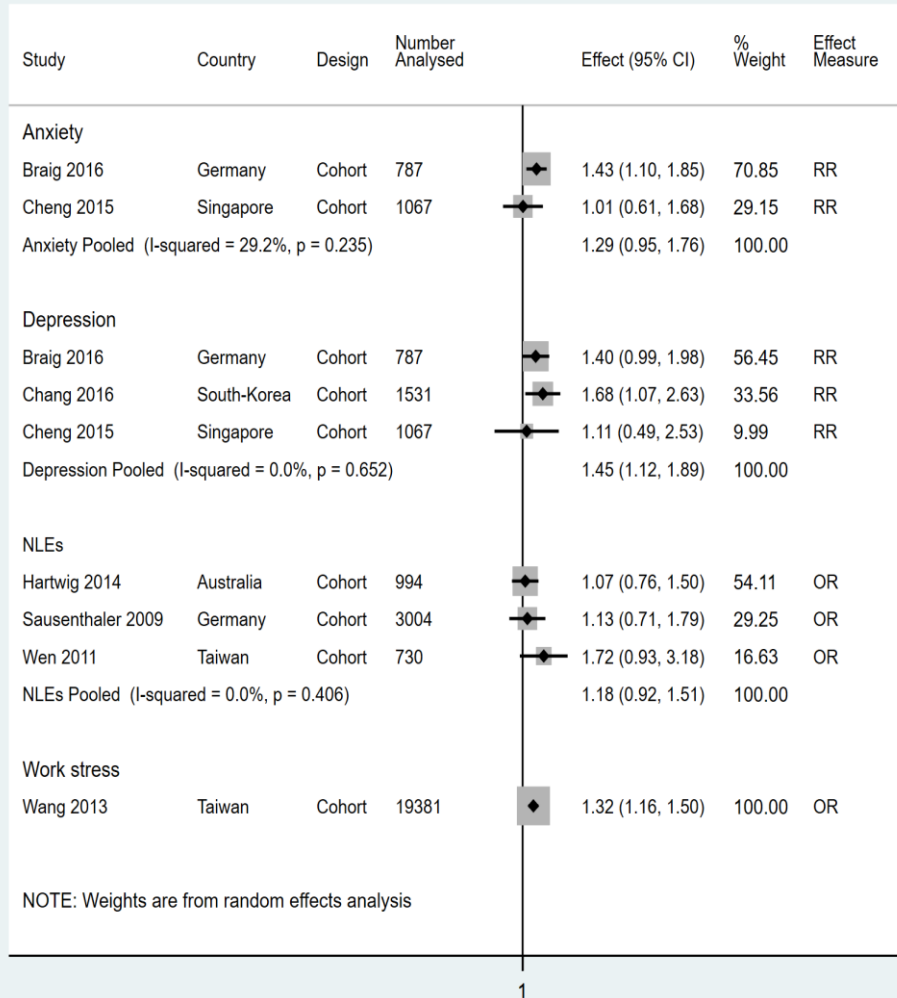 Study Country Design Number Analysed Effect (95% CI) % Weight Effect Measure
Anxiety
Braig 2016 Germany Cohort 787 1.43 (1.10, 1.85) 70.85 RR
Cheng 2015 Singapore Cohort 1067 1.01 (0.61, 1.68) 29.15 RR
Anxiety Pooled (I-squared = 29.2%, p = 0.235) 1.29 (0.95, 1.76) 100.00
Depression
Braig 2016 Germany Cohort 787 1.40 (0.99, 1.98) 56.45 RR
Chang 2016 South-Korea Cohort 1531 1.68 (1.07, 2.63) 33.56 RR
Cheng 2015 Singapore Cohort 1067 1.11 (0.49, 2.53) 9.99 RR
Depression Pooled (I-squared = 0.0%, p = 0.652) 1.45 (1.12, 1.89) 100.00
NLEs
Hartwig 2014 Australia Cohort 994 1.07 (0.76, 1.50) 54.11 OR
Sausenthaler 2009 Germany Cohort 3004 1.13 (0.71, 1.79) 29.25 OR
Wen 2011 Taiwan Cohort 730 1.72 (0.93, 3.18) 16.63 OR
NLEs Pooled (I-squared = 0.0%, p = 0.406) 1.18 (0.92, 1.51) 100.00
Work stress
Wang 2013 Taiwan Cohort 19381 1.32 (1.16, 1.50) 100.00 OR
NOTE: Weights are from random effects analysis
1